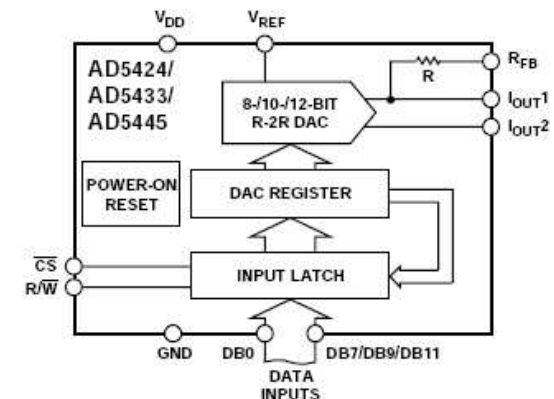 VDD
VREF
AD5424/
AD5433/
AD5445
RFB
R
8-/10-/12-BIT
R-2R DAC
IOUT1
IOUT2
POWER-ON
RESET
DAC REGISTER
CS
R/W
INPUT LATCH
GND
DB0
DB7/DB9/DB11
DATA
INPUTS